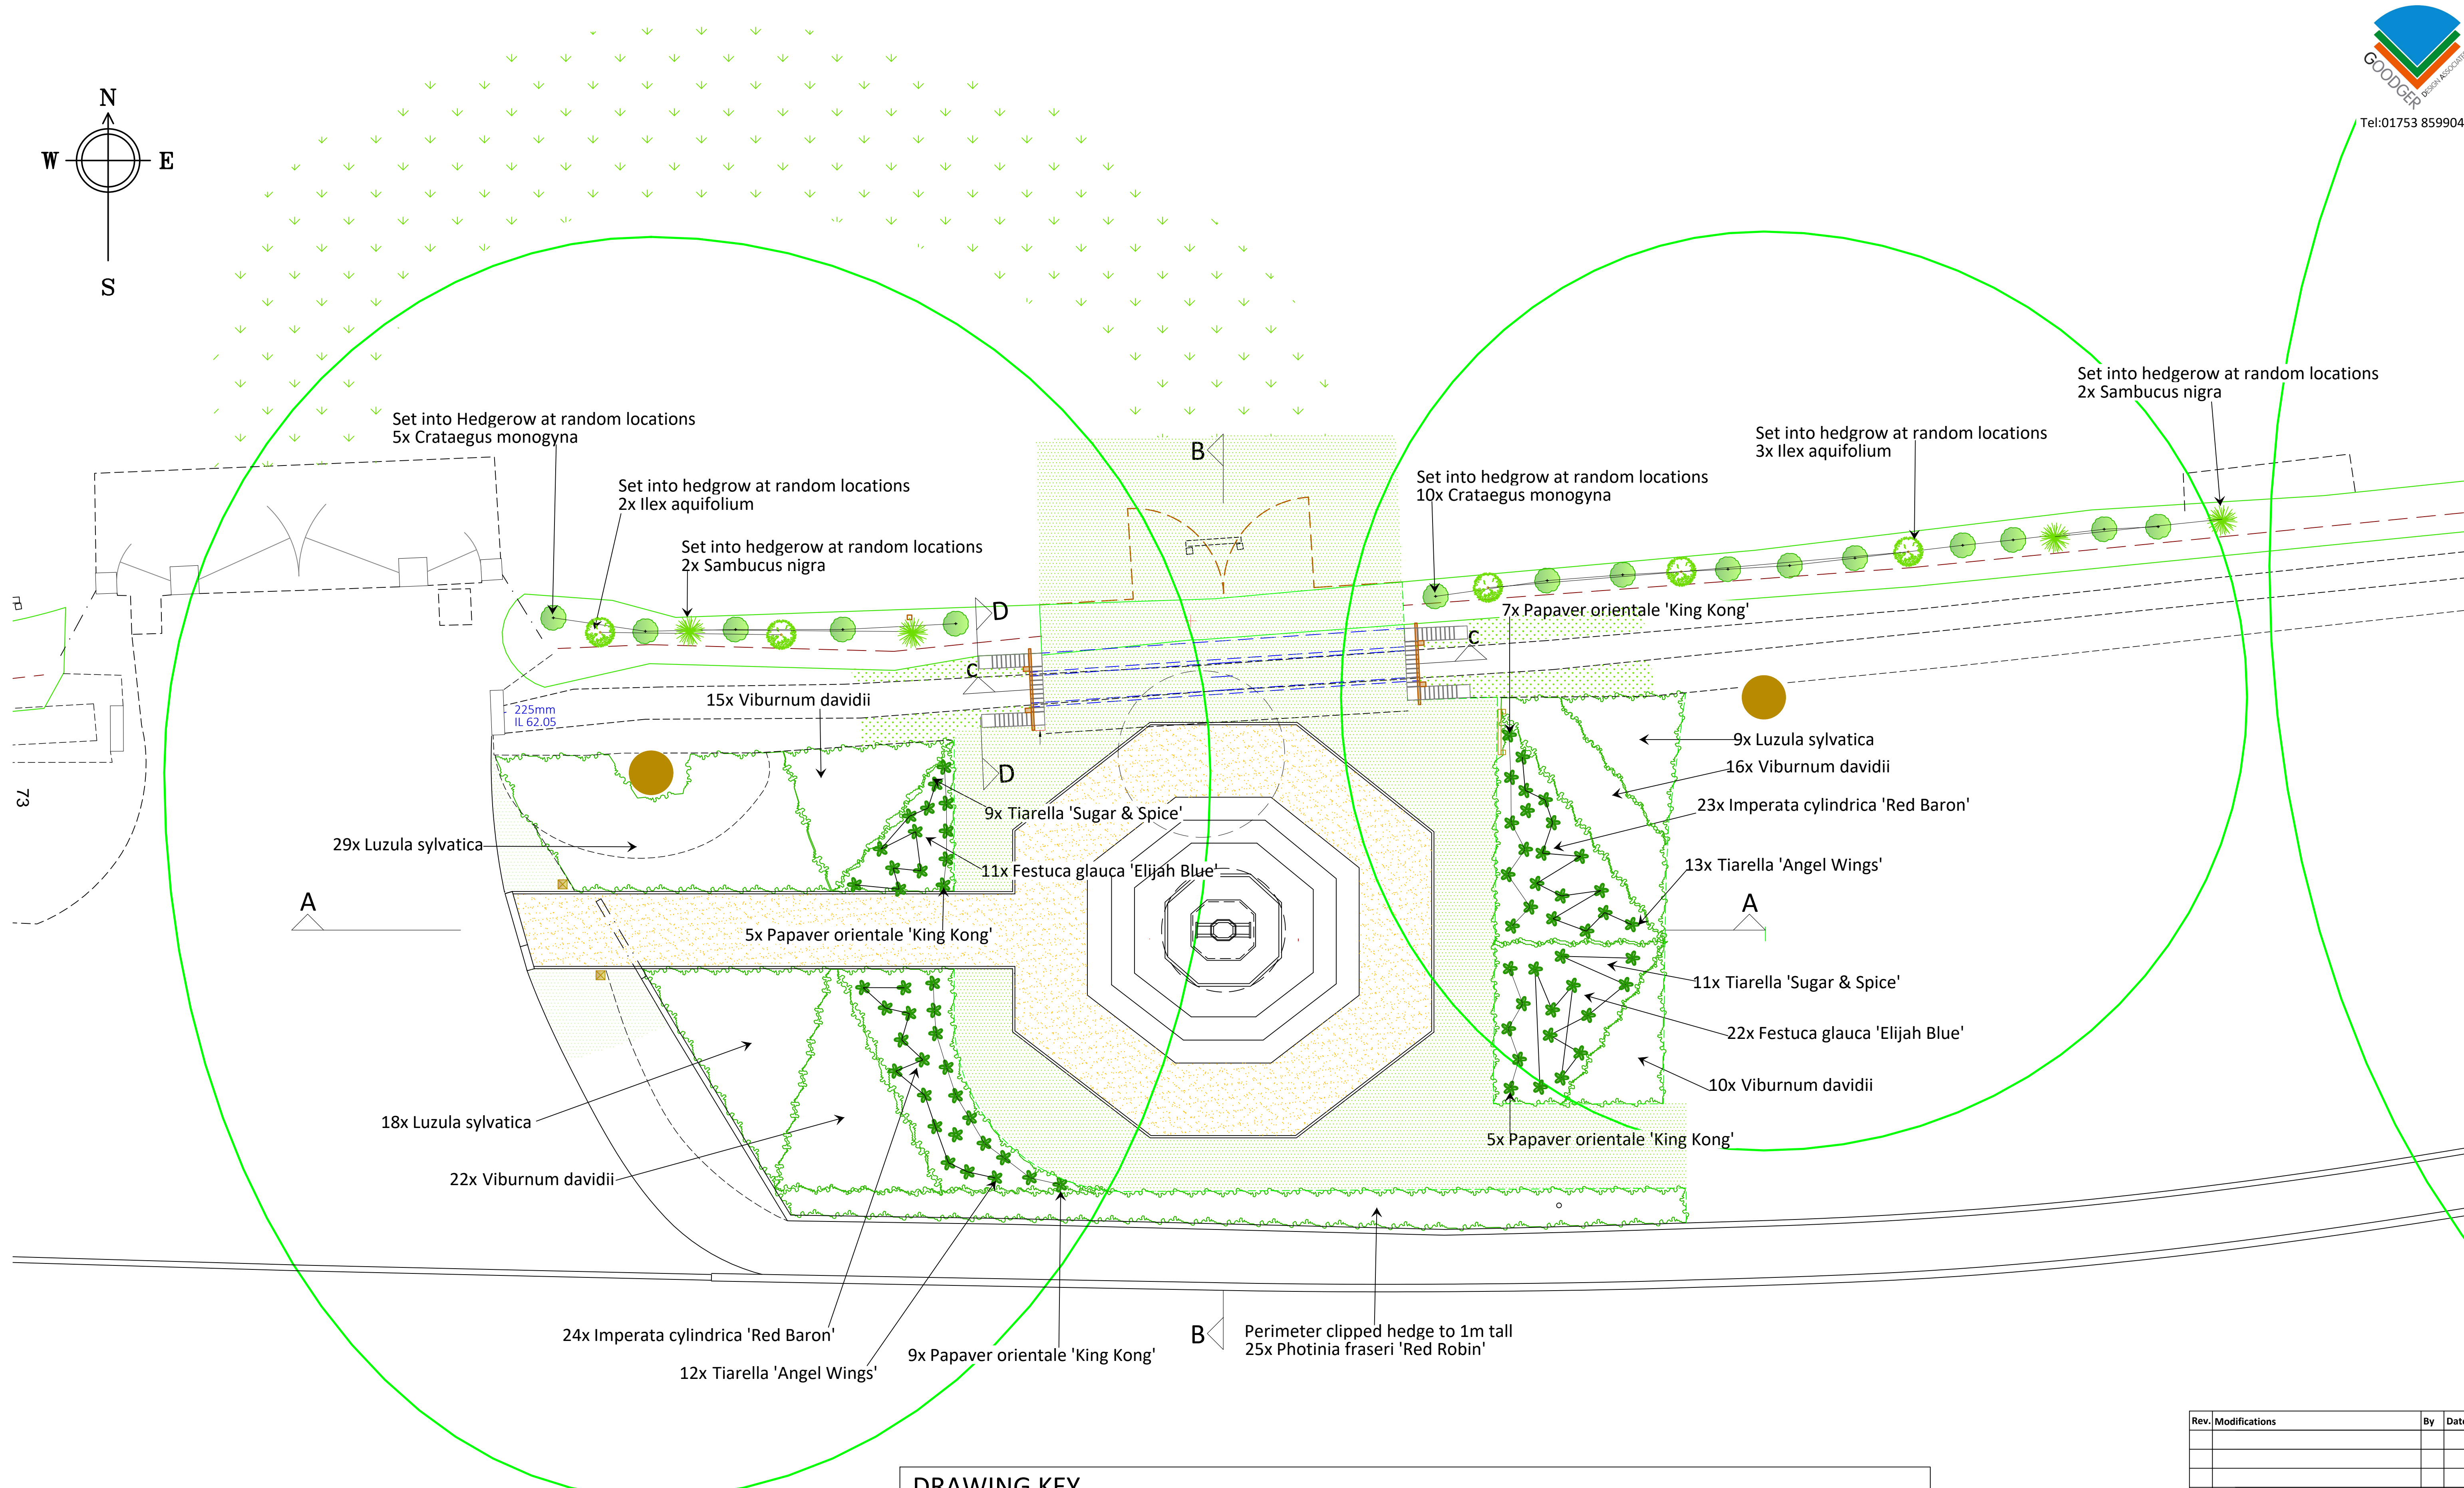 GOODGER
Tel:01753 859904
N
W
E
S
Set into hedgerow at random locations
2x Sambucus nigra
Set into Hedgerow at random locations
5x Crataegus monogyna
Set into hedgrow at random locations
3x Ilex aquifolium
B
Set into hedgrow at random locations
10x Crataegus monogyna
Set into hedgrow at random locations
2x Ilex aquifolium
Set into hedgerow at random locations
2x Sambucus nigra
D
7x Papaver orientale 'King Kong'
c
c
15x Viburnum davidii
225mm
IL 62.05
9x Luzula sylvatica
16x Viburnum davidii
D
73
23x Imperata cylindrica 'Red Baron'
9x Tiarella 'Sugar & Spice'
29x Luzula sylvatica
11x Festuca glauca 'Elijah Blue'
13x Tiarella 'Angel Wings'
A
A
5x Papaver orientale 'King Kong'
11x Tiarella 'Sugar & Spice'
22x Festuca glauca 'Elijah Blue'
10x Viburnum davidii
18x Luzula sylvatica
5x Papaver orientale 'King Kong'
22x Viburnum davidii
24x Imperata cylindrica 'Red Baron'
B
Perimeter clipped hedge to 1m tall
25x Photinia fraseri 'Red Robin'
9x Papaver orientale 'King Kong'
12x Tiarella 'Angel Wings'
Rev. Modifications By Date
DRAWING KEY